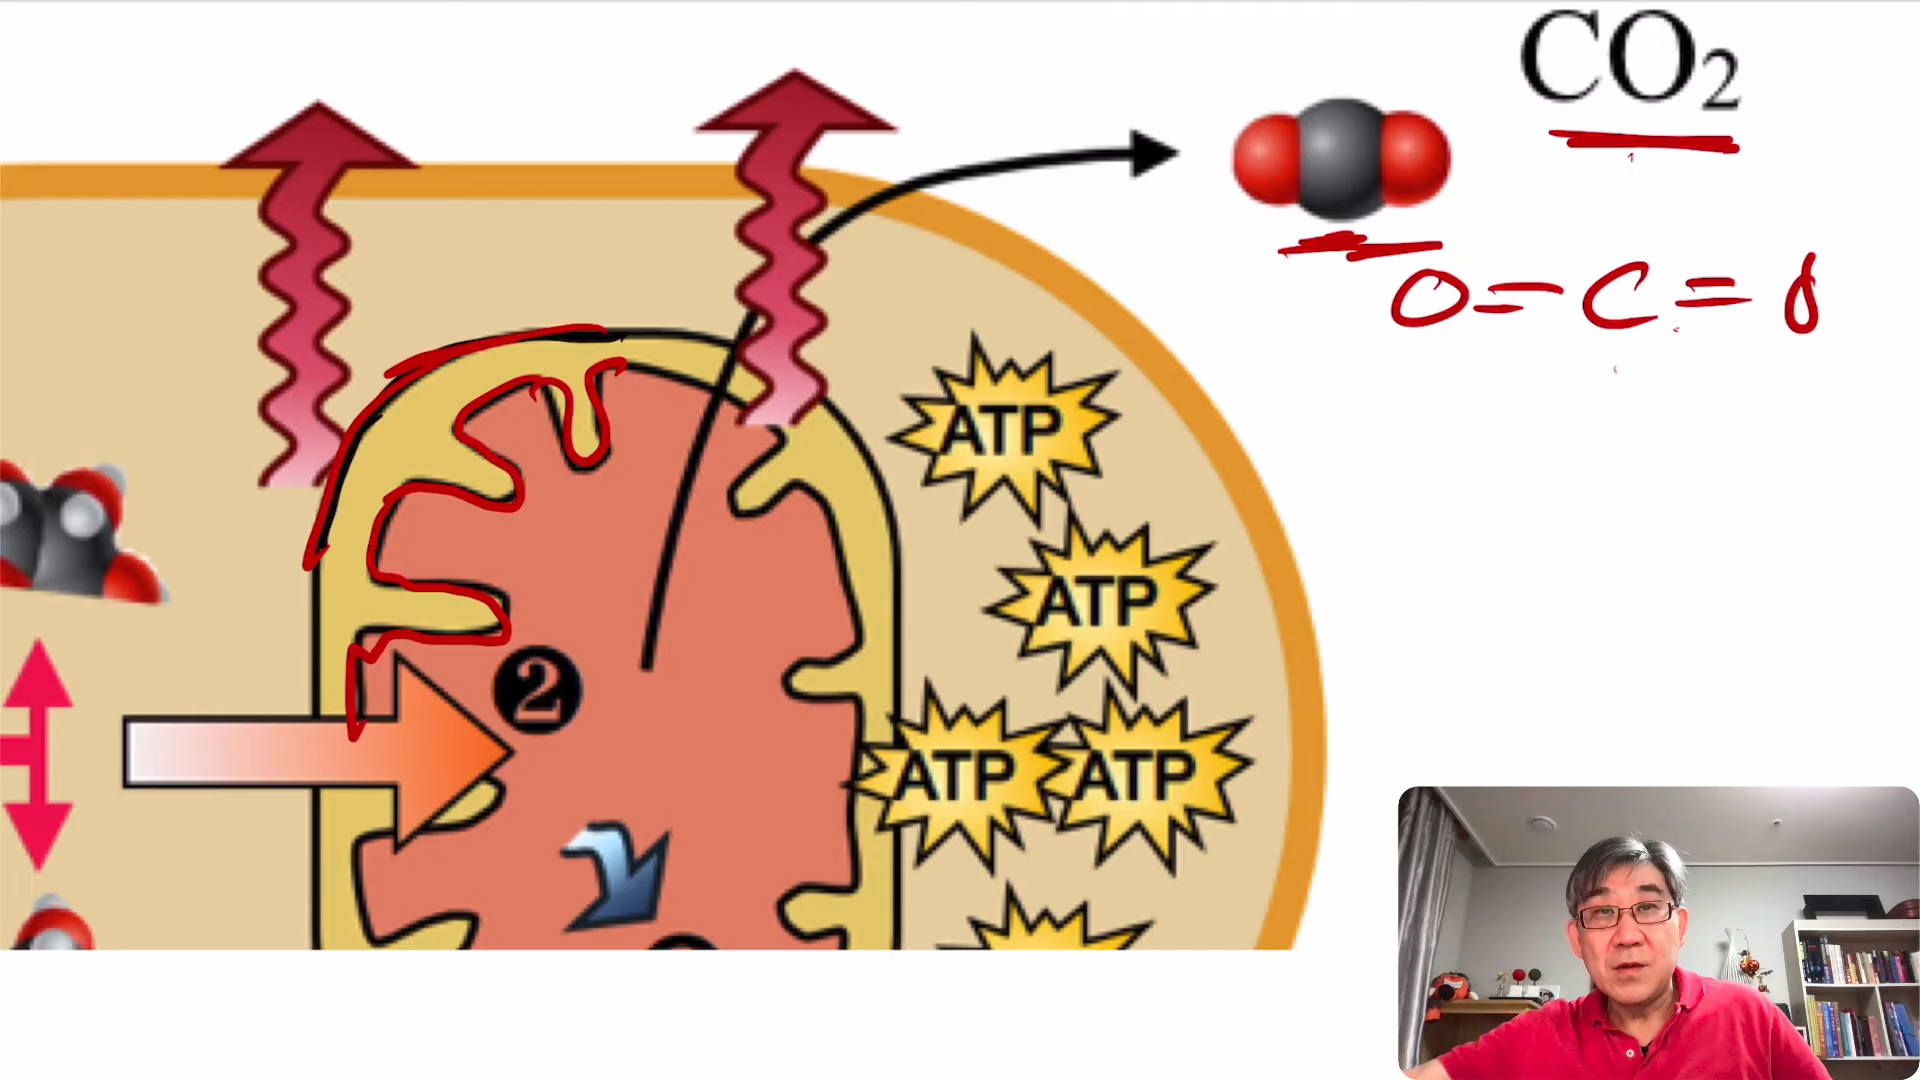 CO₂
O=C=O
ATP
ATP
ATP ATP
2